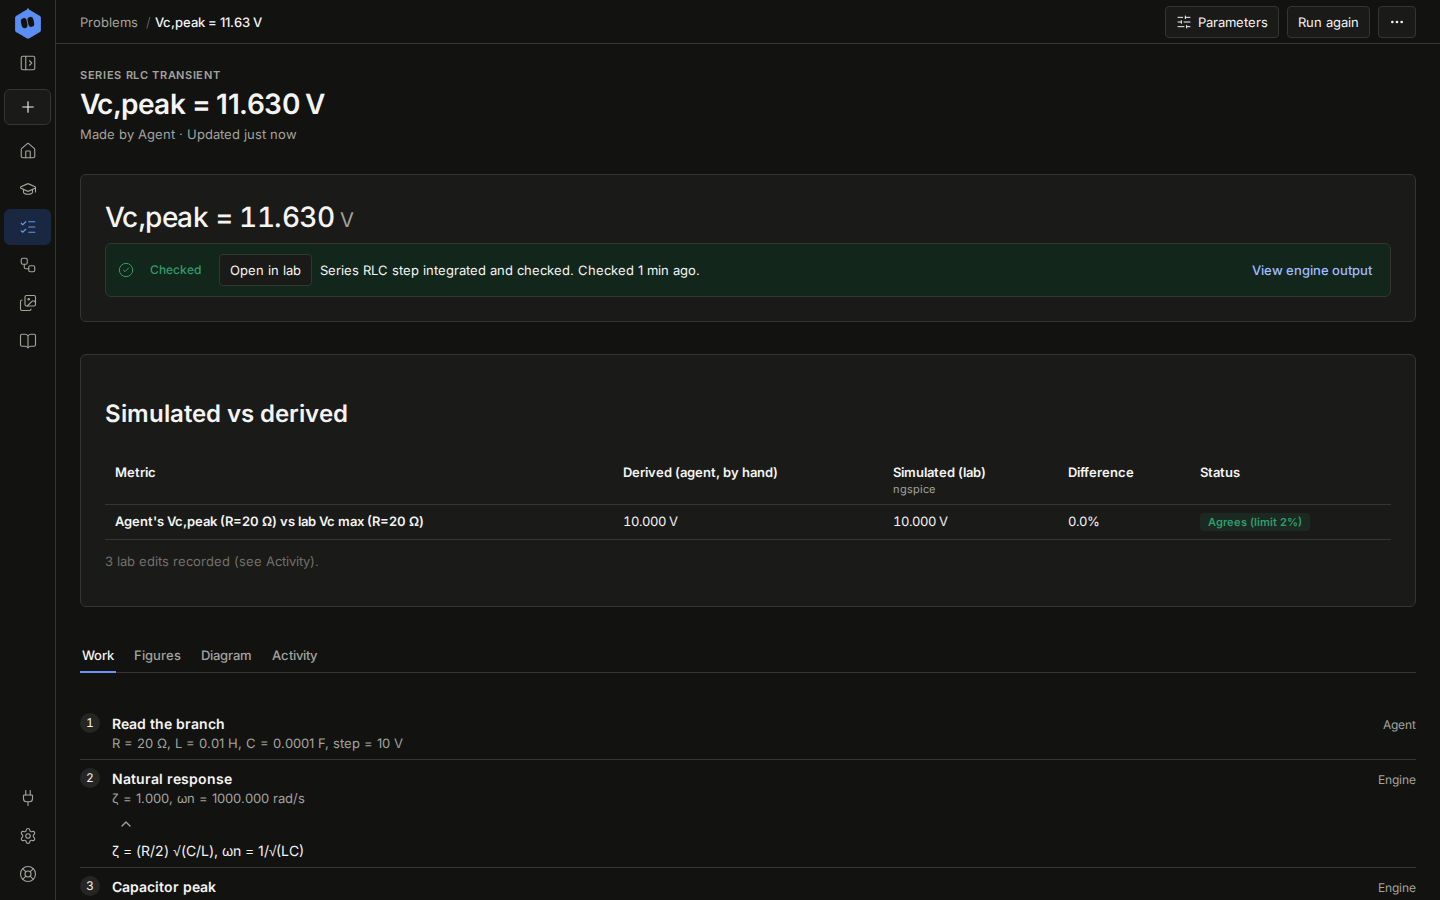 Problems / Vc,peak = 11.63 V
Parameters
Run again
SERIES RLC TRANSIENT
Vc,peak = 11.630 V
Made by Agent · Updated just now
Vc,peak = 11.630 V
Checked
Open in lab
Series RLC step integrated and checked. Checked 1 min ago.
View engine output
Simulated vs derived
Metric
Derived (agent, by hand)
Simulated (lab)
ngspice
Difference
Status
Agent's Vc,peak (R=20 Ω) vs lab Vc max (R=20 Ω)
10.000 V
10.000 V
0.0%
Agrees (limit 2%)
3 lab edits recorded (see Activity).
Work
Figures
Diagram
Activity
1
Read the branch
Agent
R = 20 Ω, L = 0.01 H, C = 0.0001 F, step = 10 V
2
Natural response
Engine
ζ = 1.000, ωn = 1000.000 rad/s
ζ = (R/2) √(C/L), ωn = 1/√(LC)
3
Capacitor peak
Engine